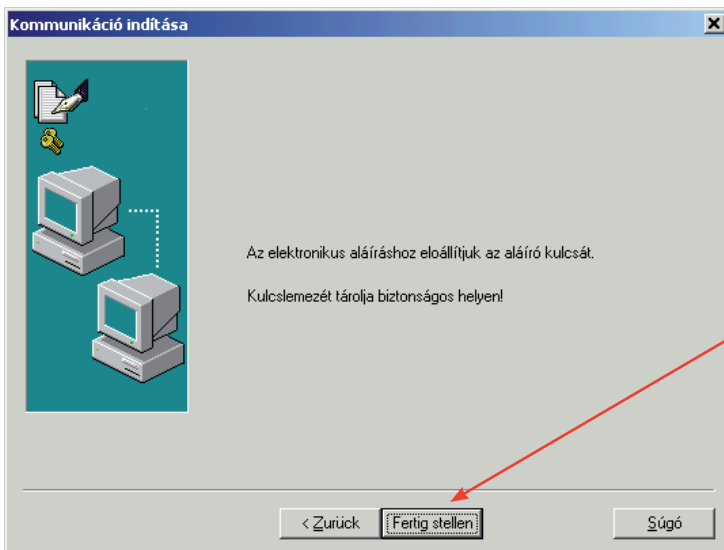 Kommunikáció indítása
Az elektronikus aláíráshoz eloállítjuk az aláíró kulcsát.
Kulcslemezét tárolja biztonságos helyen!
< Zurück
Fertig stellen
Súgó